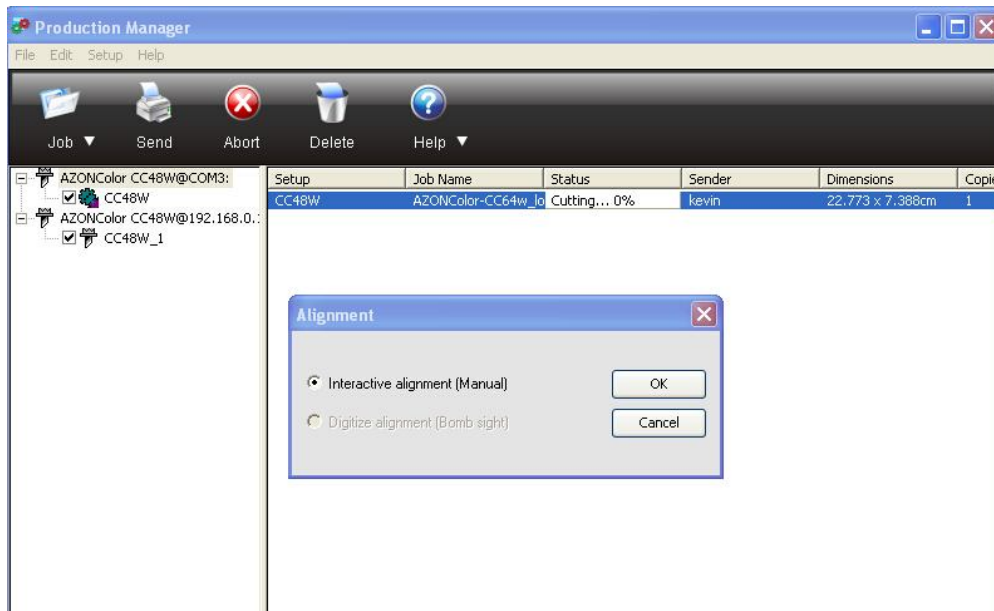 Production Manager
File Edit Setup Help
Job Send Abort Delete Help
AZONColor CC48W@COM3:
CC48W
AZONColor CC48W@192.168.0.
CC48W_1
Setup Job Name Status Sender Dimensions Copie
CC48W AZONColor-CC64w_lo Cutting... 0% kevin 22.773 x 7.388cm 1
Alignment
Interactive alignment (Manual) OK
Digitize alignment (Bomb sight) Cancel